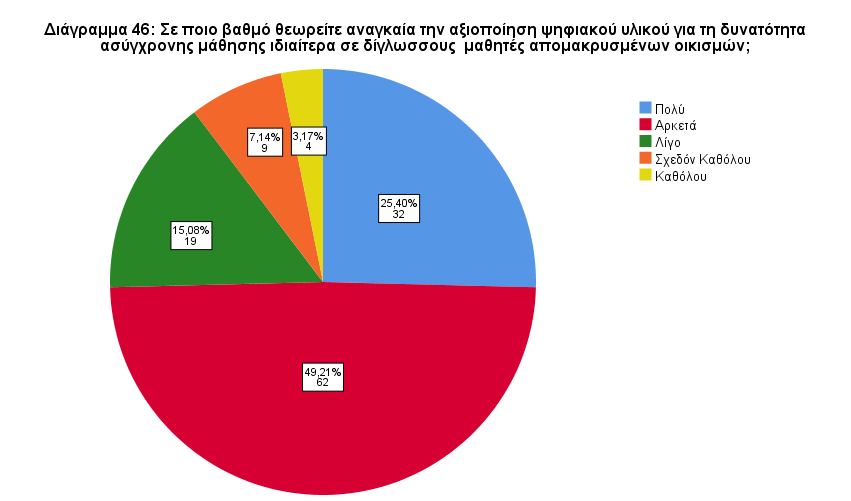 Διάγραμμα 46: Σε ποιο βαθμό θεωρείτε αναγκαία την αξιοποίηση ψηφιακού υλικού για τη δυνατότητα
ασύγχρονης μάθησης ιδιαίτερα σε δίγλωσσους μαθητές απομακρυσμένων οικισμών;
Πολύ
Αρκετά
Λίγο
Σχεδόν Καθόλου
Καθόλου
3,17%
4
7,14%
9
25,40%
32
15,08%
19
49,21%
62